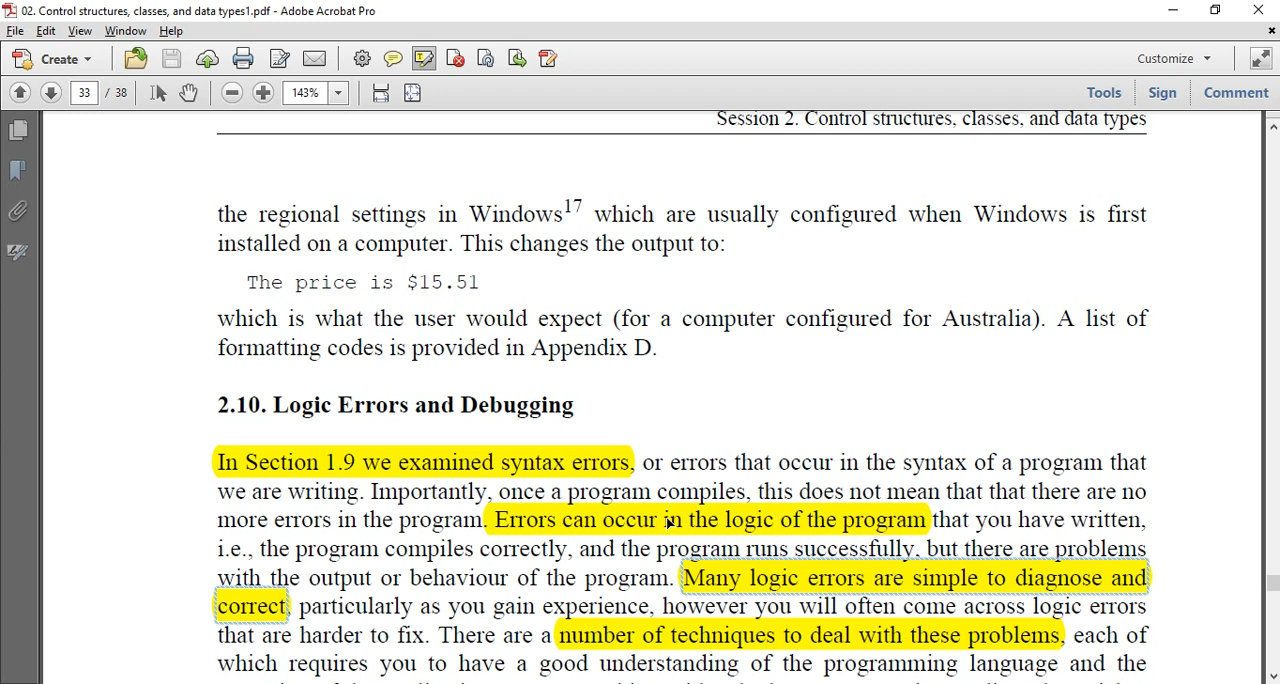 02. Control structures, classes, and data types1.pdf - Adobe Acrobat Pro
File Edit View Window Help
Create Customize
33 / 38 143% Tools Sign Comment
Session 2. Control structures, classes, and data types
the regional settings in Windows17 which are usually configured when Windows is first
installed on a computer. This changes the output to:
The price is $15.51
which is what the user would expect (for a computer configured for Australia). A list of
formatting codes is provided in Appendix D.
2.10. Logic Errors and Debugging
In Section 1.9 we examined syntax errors, or errors that occur in the syntax of a program that
we are writing. Importantly, once a program compiles, this does not mean that that there are no
more errors in the program. Errors can occur in the logic of the program that you have written,
i.e., the program compiles correctly, and the program runs successfully, but there are problems
with the output or behaviour of the program. Many logic errors are simple to diagnose and
correct, particularly as you gain experience, however you will often come across logic errors
that are harder to fix. There are a number of techniques to deal with these problems, each of
which requires you to have a good understanding of the programming language and the